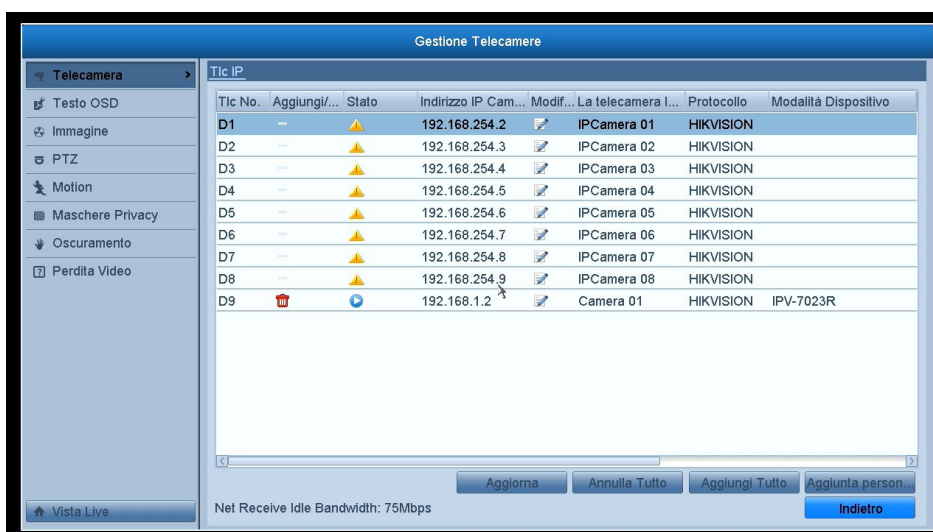 Gestione Telecamere
Telecamera
Testo OSD
Immagine
PTZ
Motion
Maschere Privacy
Oscuramento
Perdita Video
Vista Live
Tlc IP
Tlc No. Aggiungi/... Stato Indirizzo IP Cam... Modif... La telecamera I... Protocollo Modalità Dispositivo
D1 192.168.254.2 IPCamera 01 HIKVISION
D2 192.168.254.3 IPCamera 02 HIKVISION
D3 192.168.254.4 IPCamera 03 HIKVISION
D4 192.168.254.5 IPCamera 04 HIKVISION
D5 192.168.254.6 IPCamera 05 HIKVISION
D6 192.168.254.7 IPCamera 06 HIKVISION
D7 192.168.254.8 IPCamera 07 HIKVISION
D8 192.168.254.9 IPCamera 08 HIKVISION
D9 192.168.1.2 Camera 01 HIKVISION IPV-7023R
Aggiorna Annulla Tutto Aggiungi Tutto Aggiunta person...
Net Receive Idle Bandwidth: 75Mbps
Indietro